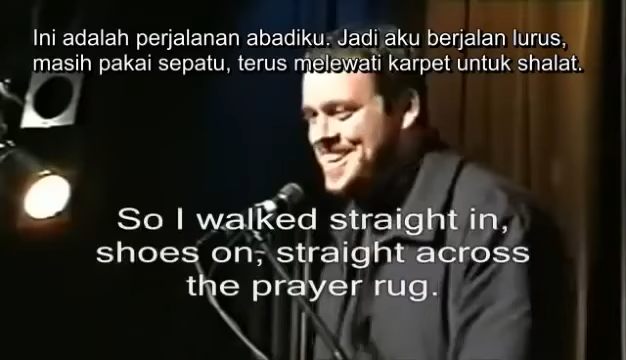 Ini adalah perjalanan abadiku. Jadi aku berjalan lurus,
masih pakai sepatu, terus melewati karpet untuk shalat.
So I walked straight in,
shoes on, straight across
the prayer rug.